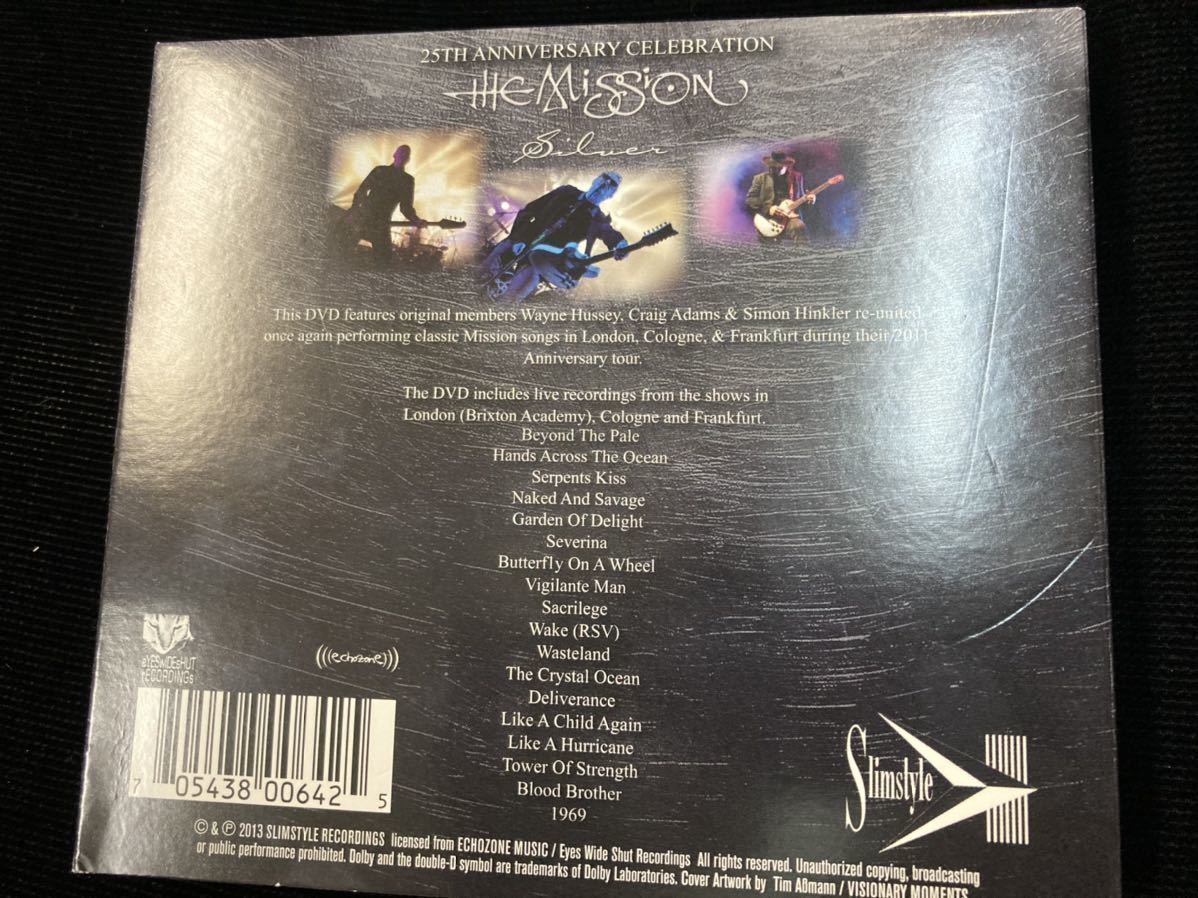 25TH ANNIVERSARY CELEBRATION
THE MISSION
Silver
This DVD features original members Wayne Hussey, Craig Adams & Simon Hinkler re-united
once again performing classic Mission songs in London, Cologne, & Frankfurt during their 2011
Anniversary tour.
The DVD includes live recordings from the shows in
London (Brixton Academy), Cologne and Frankfurt.
Beyond The Pale
Hands Across The Ocean
Serpents Kiss
Naked And Savage
Garden Of Delight
Severina
Butterfly On A Wheel
Vigilante Man
Sacrilege
Wake (RSV)
Wasteland
The Crystal Ocean
Deliverance
Like A Child Again
Like A Hurricane
Tower Of Strength
Blood Brother
1969
eYESwIDEsHUT
rECORDINGs
(((echozone)))
7 05438 00642 5
Slimstyle
© & ℗ 2013 SLIMSTYLE RECORDINGS licensed from ECHOZONE MUSIC / Eyes Wide Shut Recordings All rights reserved. Unauthorized copying, broadcasting
or public performance prohibited. Dolby and the double-D symbol are trademarks of Dolby Laboratories. Cover Artwork by Tim Aßmann / VISIONARY MOMENTS